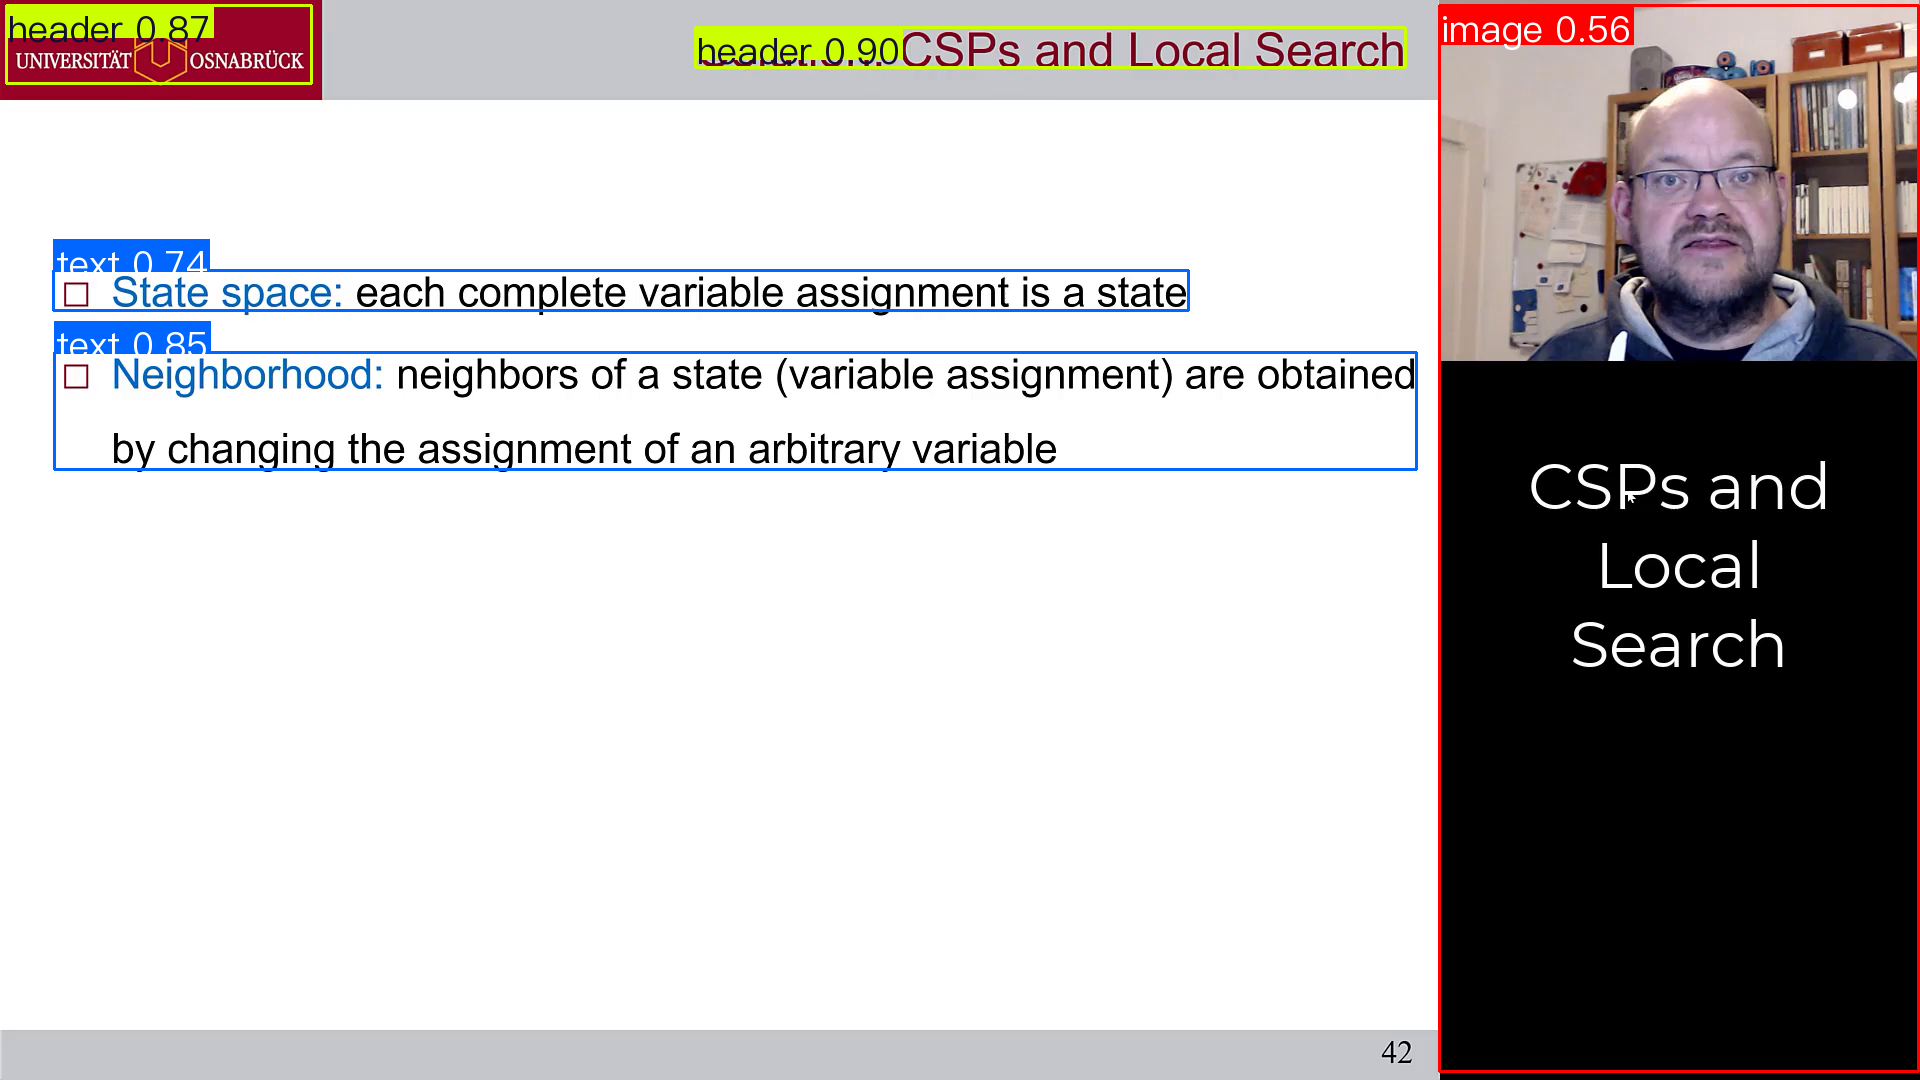 header 0.87
UNIVERSITÄT OSNABRÜCK
header 0.90 CSPs and Local Search
image 0.56
text 0.74
State space: each complete variable assignment is a state
text 0.85
Neighborhood: neighbors of a state (variable assignment) are obtained
by changing the assignment of an arbitrary variable
CSPs and
Local
Search
42